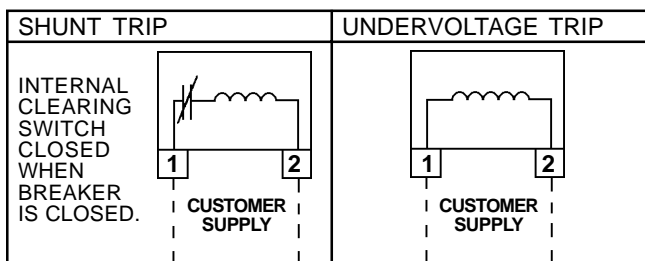 SHUNT TRIP
UNDERVOLTAGE TRIP
INTERNAL
CLEARING
SWITCH
CLOSED
WHEN
BREAKER
IS CLOSED.
1
2
CUSTOMER
SUPPLY
1
2
CUSTOMER
SUPPLY